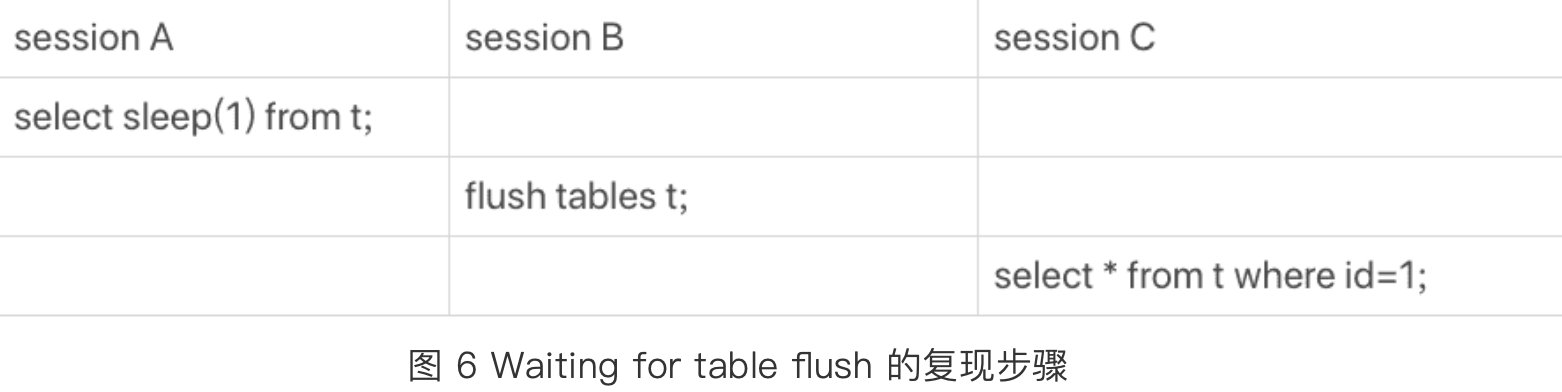 session A session B session C
select sleep(1) from t;
flush tables t;
select * from t where id=1;
图 6 Waiting for table flush 的复现步骤